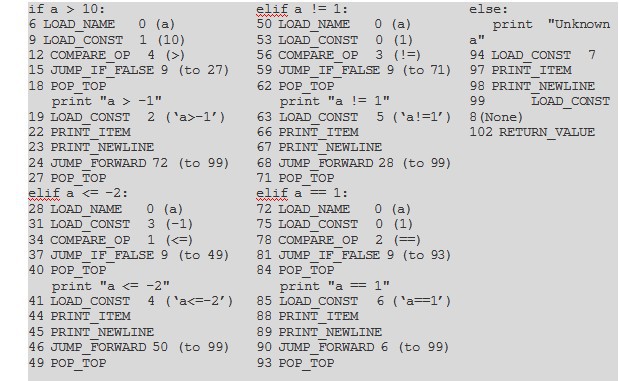 if a > 10:
6 LOAD_NAME 0 (a)
9 LOAD_CONST 1 (10)
12 COMPARE_OP 4 (>)
15 JUMP_IF_FALSE 9 (to 27)
18 POP_TOP
print "a > -1"
19 LOAD_CONST 2 (‘a>-1’)
22 PRINT_ITEM
23 PRINT_NEWLINE
24 JUMP_FORWARD 72 (to 99)
27 POP_TOP
elif a <= -2:
28 LOAD_NAME 0 (a)
31 LOAD_CONST 3 (-1)
34 COMPARE_OP 1 (<=)
37 JUMP_IF_FALSE 9 (to 49)
40 POP_TOP
print "a <= -2"
41 LOAD_CONST 4 (‘a<=-2’)
44 PRINT_ITEM
45 PRINT_NEWLINE
46 JUMP_FORWARD 50 (to 99)
49 POP_TOP
elif a != 1:
50 LOAD_NAME 0 (a)
53 LOAD_CONST 0 (1)
56 COMPARE_OP 3 (!=)
59 JUMP_IF_FALSE 9 (to 71)
62 POP_TOP
print "a != 1"
63 LOAD_CONST 5 (‘a!=1’)
66 PRINT_ITEM
67 PRINT_NEWLINE
68 JUMP_FORWARD 28 (to 99)
71 POP_TOP
elif a == 1:
72 LOAD_NAME 0 (a)
75 LOAD_CONST 0 (1)
78 COMPARE_OP 2 (==)
81 JUMP_IF_FALSE 9 (to 93)
84 POP_TOP
print "a == 1"
85 LOAD_CONST 6 (‘a==1’)
88 PRINT_ITEM
89 PRINT_NEWLINE
90 JUMP_FORWARD 6 (to 99)
93 POP_TOP
else:
print "Unknown
a"
94 LOAD_CONST 7
97 PRINT_ITEM
98 PRINT_NEWLINE
99 LOAD_CONST
8(None)
102 RETURN_VALUE